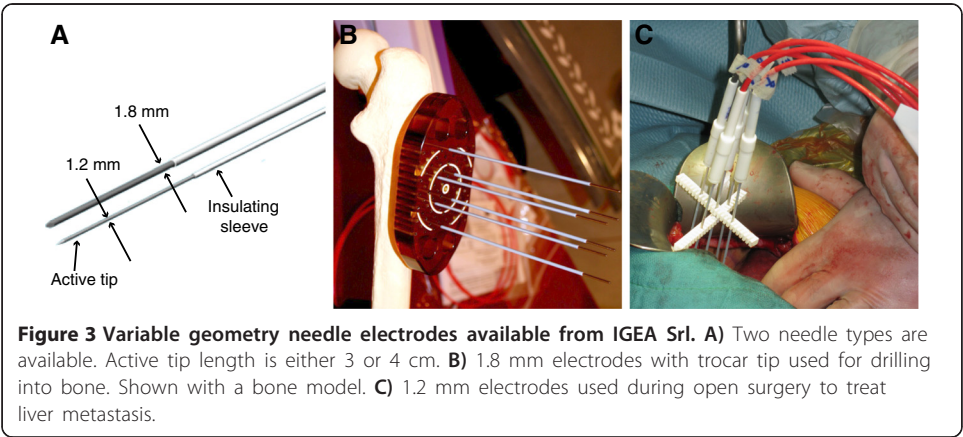 A
B
C
1.8 mm
1.2 mm
Insulating
sleeve
Active tip
Figure 3 Variable geometry needle electrodes available from IGEA Srl. A) Two needle types are
available. Active tip length is either 3 or 4 cm. B) 1.8 mm electrodes with trocar tip used for drilling
into bone. Shown with a bone model. C) 1.2 mm electrodes used during open surgery to treat
liver metastasis.